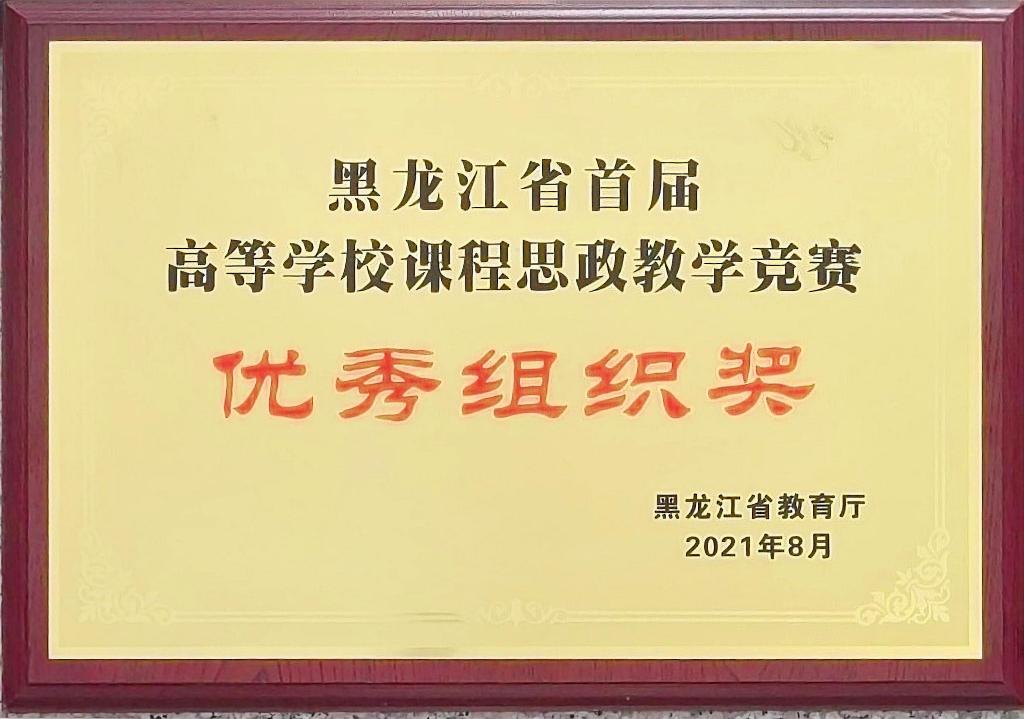 黑龙江省首届
高等学校课程思政教学竞赛
优秀组织奖
黑龙江省教育厅
2021年8月